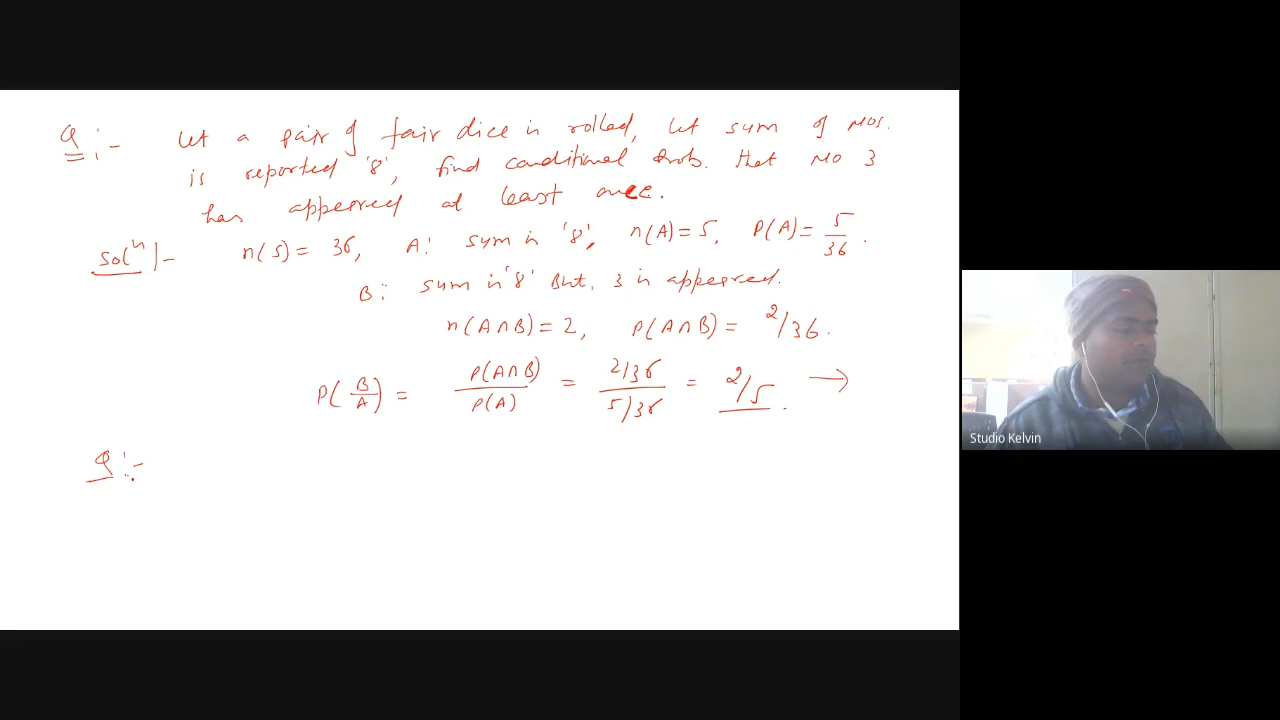 Q:- Let a pair of fair dice is rolled, let sum of nos.
is reported '8', find conditional prob. that no 3
has appeared at least once.
Sol^n)- n(S) = 36, A: sum is '8', n(A) = 5, P(A) = 5/36.
B: sum is '8' But, 3 is appeared.
n(A∩B) = 2, P(A∩B) = 2/36.
P(B/A) = P(A∩B)/P(A) = (2/36)/(5/36) = 2/5. →
Q:-
Studio Kelvin